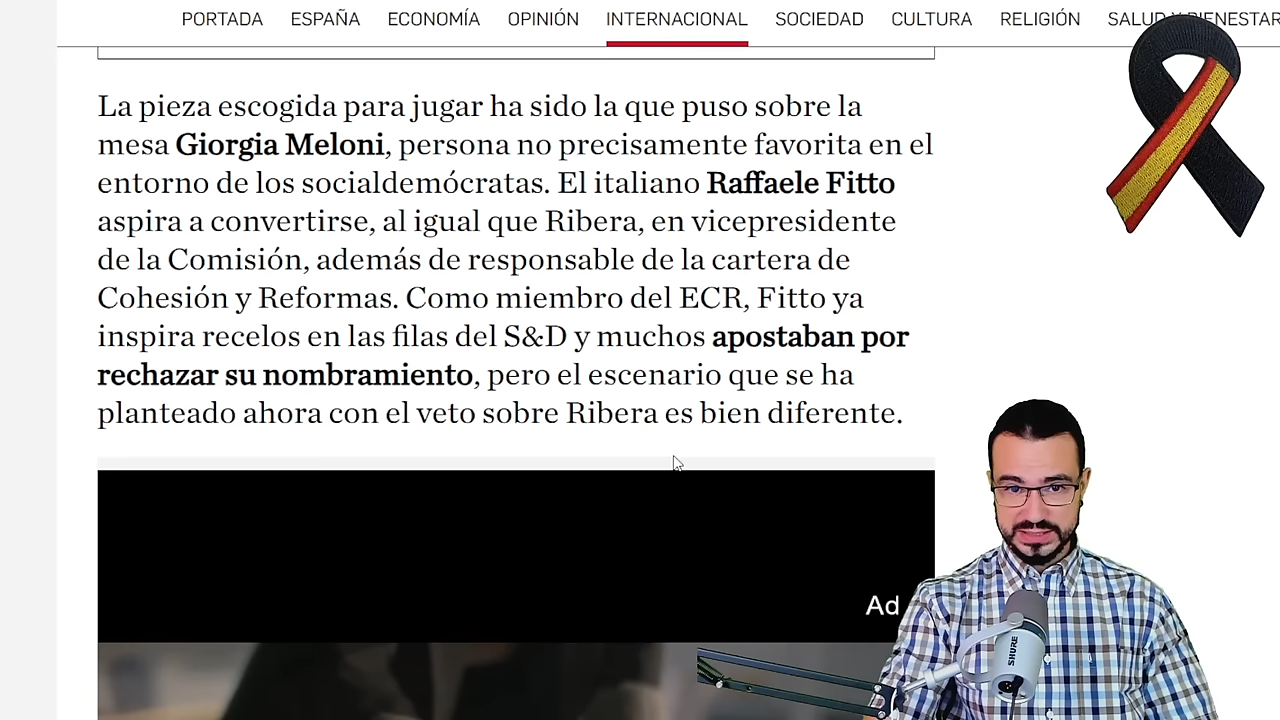 PORTADA ESPAÑA ECONOMÍA OPINIÓN INTERNACIONAL SOCIEDAD CULTURA RELIGIÓN SALUD Y BIENESTAR
La pieza escogida para jugar ha sido la que puso sobre la
mesa Giorgia Meloni, persona no precisamente favorita en el
entorno de los socialdemócratas. El italiano Raffaele Fitto
aspira a convertirse, al igual que Ribera, en vicepresidente
de la Comisión, además de responsable de la cartera de
Cohesión y Reformas. Como miembro del ECR, Fitto ya
inspira recelos en las filas del S&D y muchos apostaban por
rechazar su nombramiento, pero el escenario que se ha
planteado ahora con el veto sobre Ribera es bien diferente.
Ad
SHURE